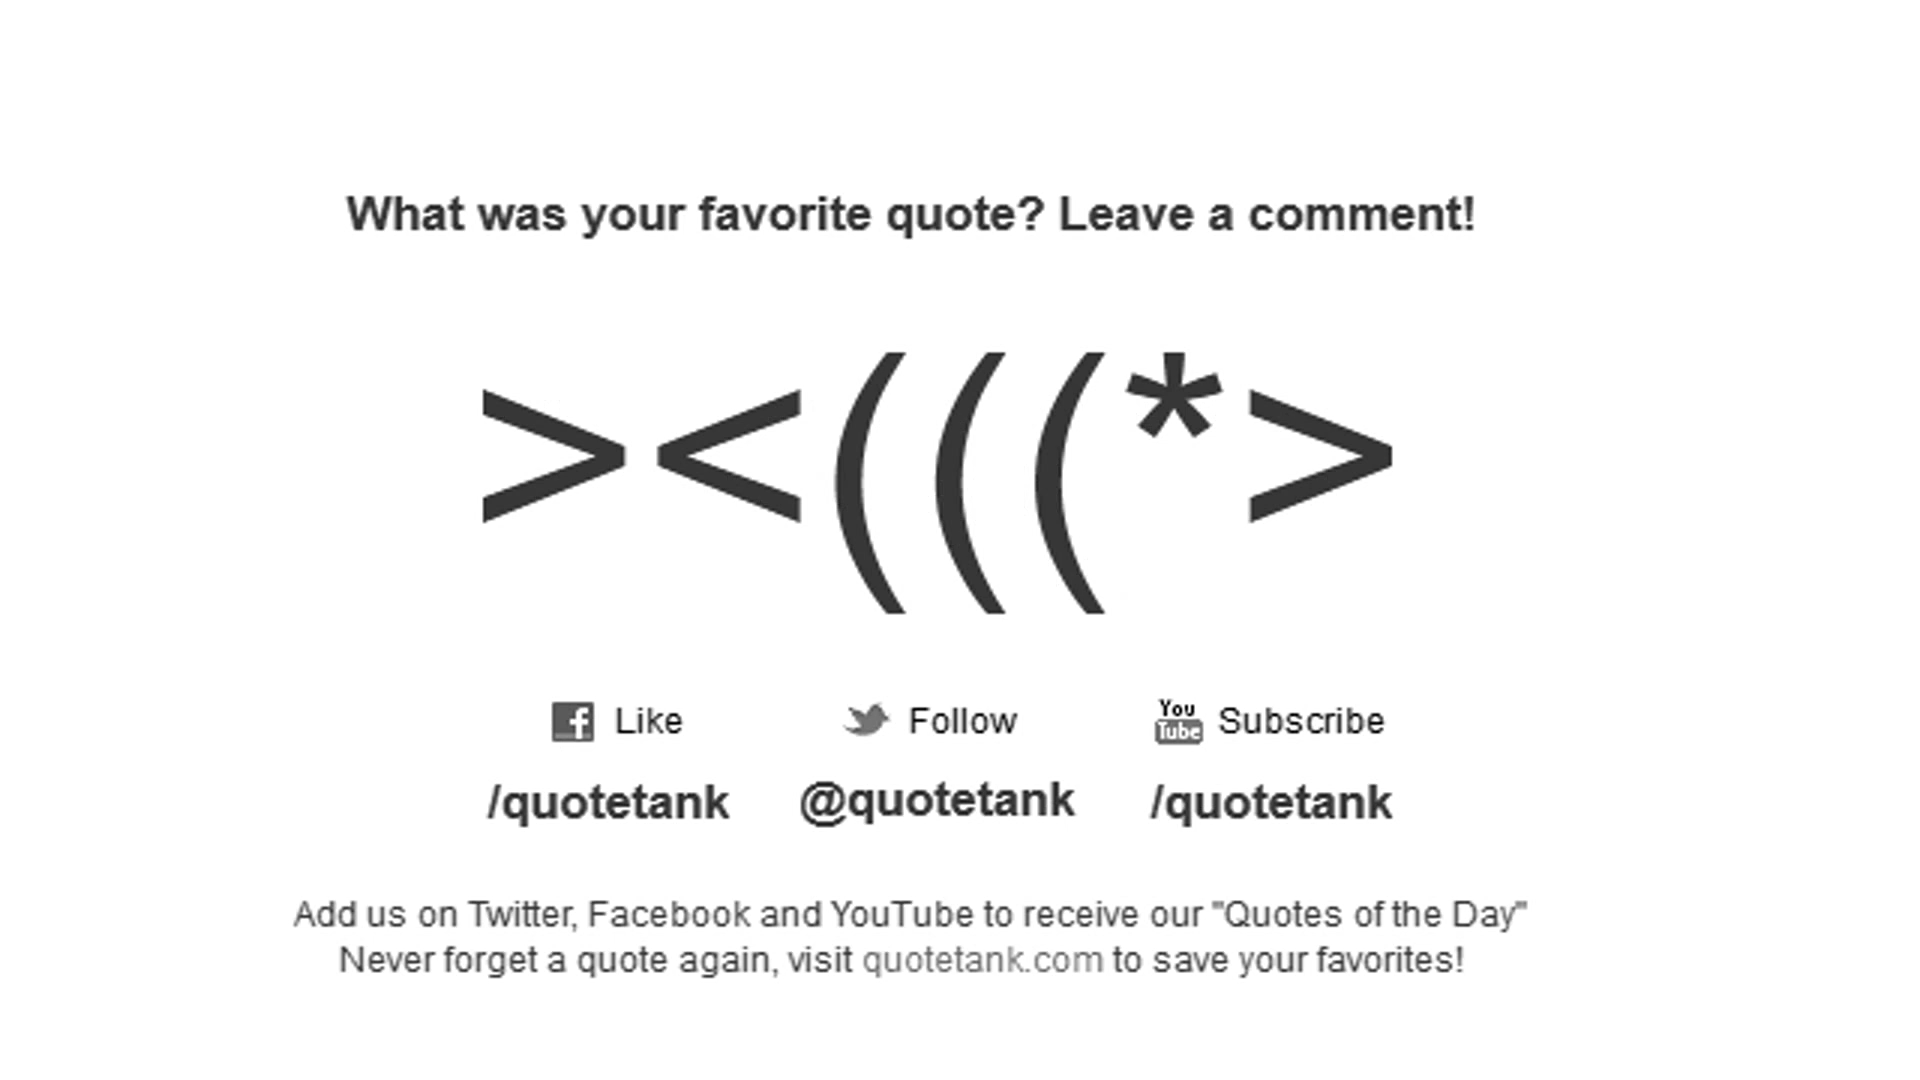 What was your favorite quote? Leave a comment!
><(((*>
Like Follow You Tube Subscribe
/quotetank @quotetank /quotetank
Add us on Twitter, Facebook and YouTube to receive our "Quotes of the Day"
Never forget a quote again, visit quotetank.com to save your favorites!